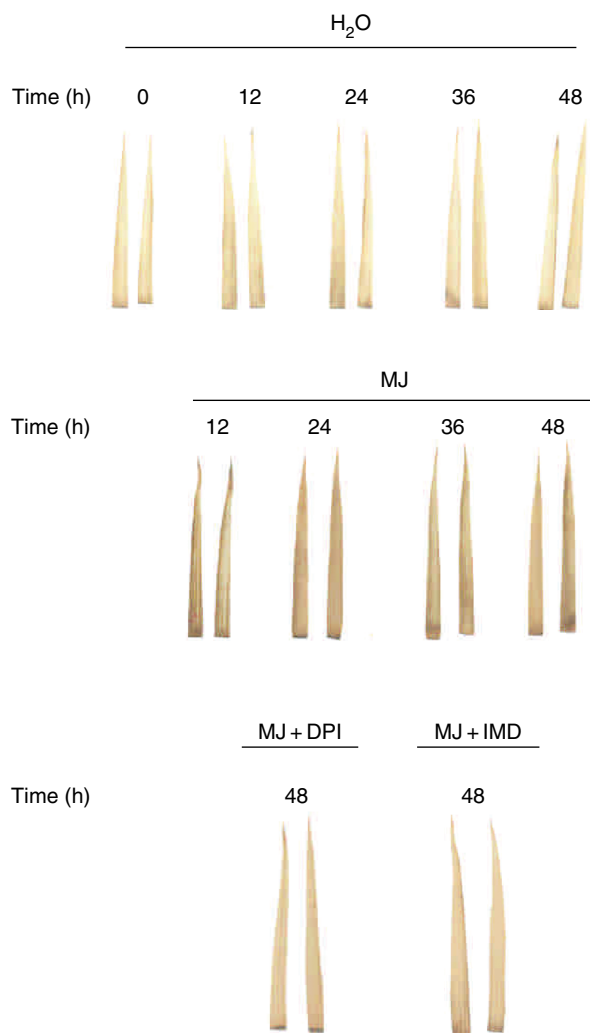 H₂O
Time (h) 0 12 24 36 48
MJ
Time (h) 12 24 36 48
MJ + DPI MJ + IMD
Time (h) 48 48